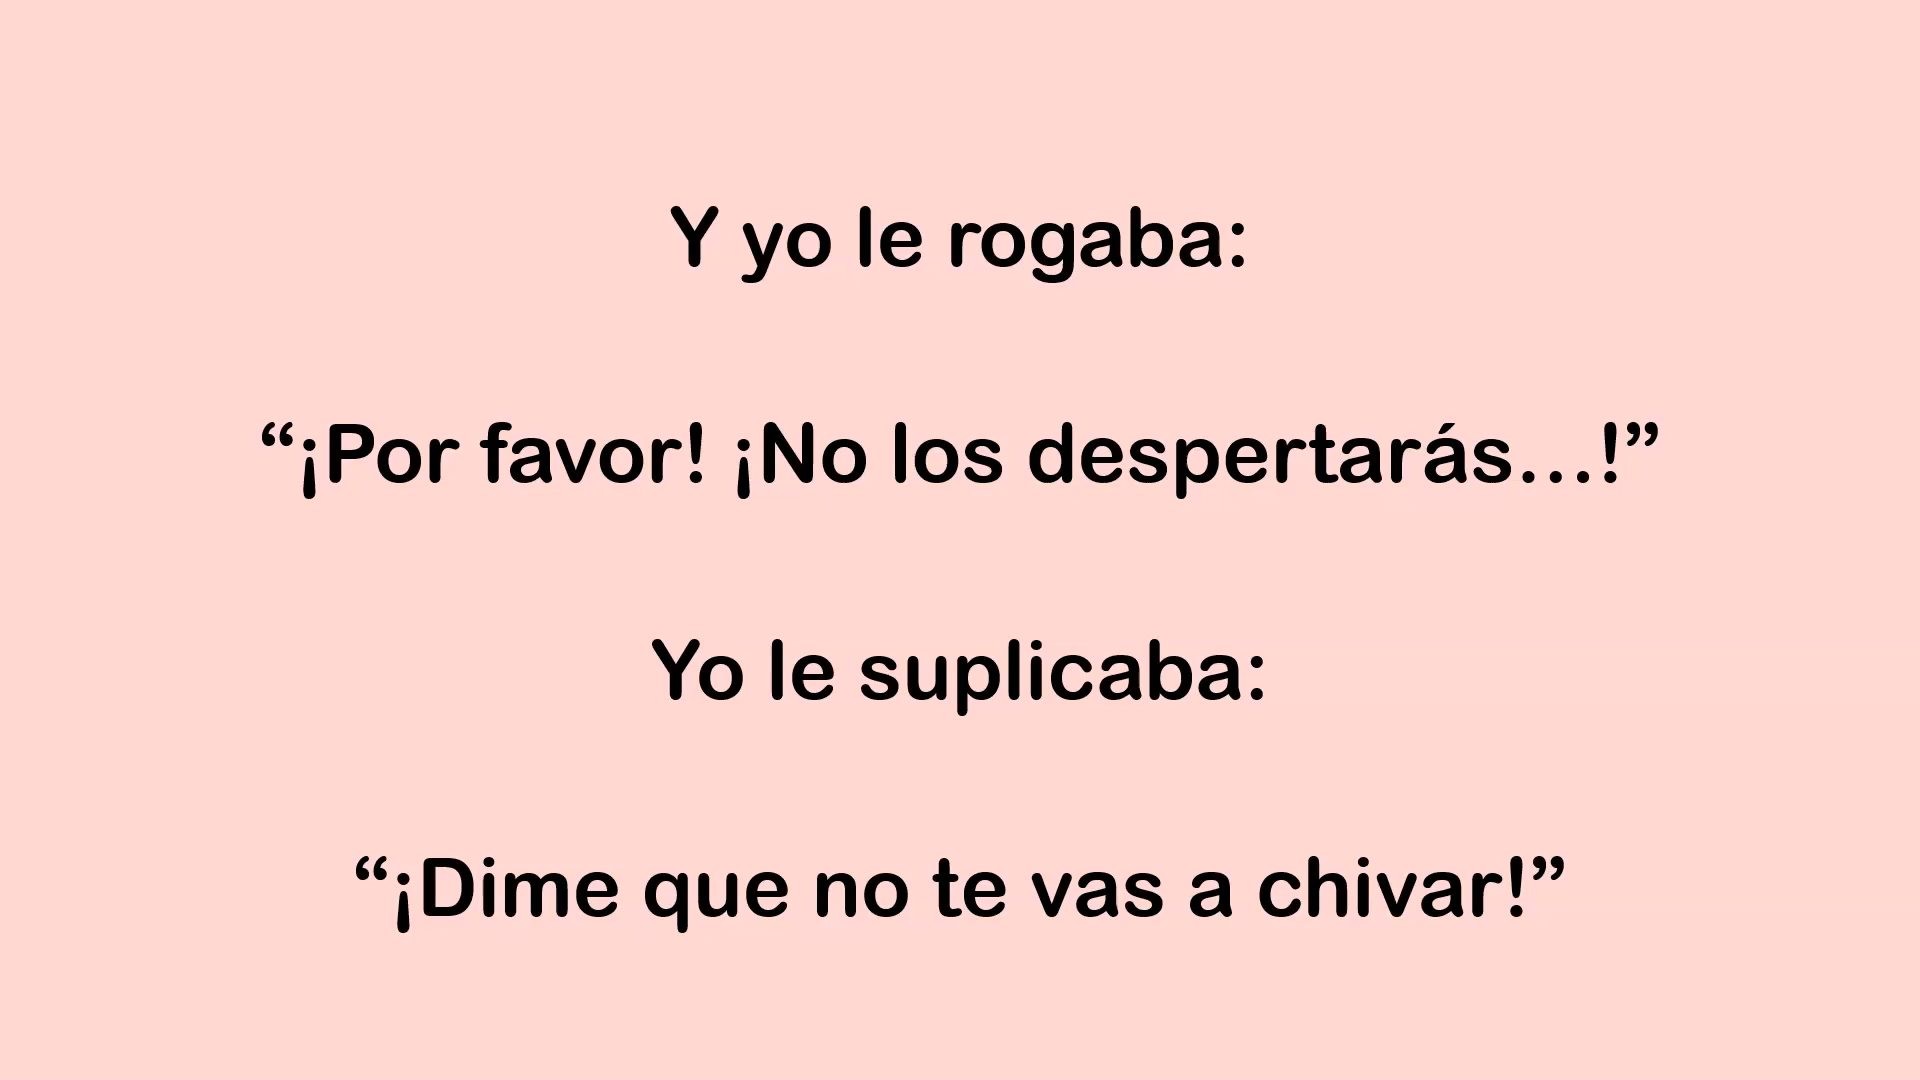 Y yo le rogaba:
“¡Por favor! ¡No los despertarás...!”
Yo le suplicaba:
“¡Dime que no te vas a chivar!”